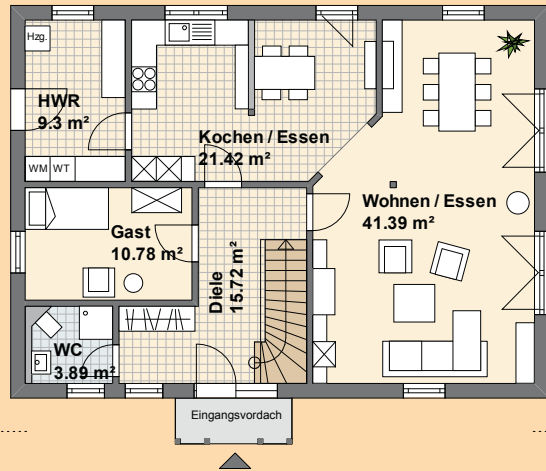 Hzg.
HWR
9.3 m²
WM WT
Kochen / Essen
21.42 m²
Wohnen / Essen
41.39 m²
Gast
10.78 m²
Diele
15.72 m²
WC
3.89 m²
Eingangsvordach